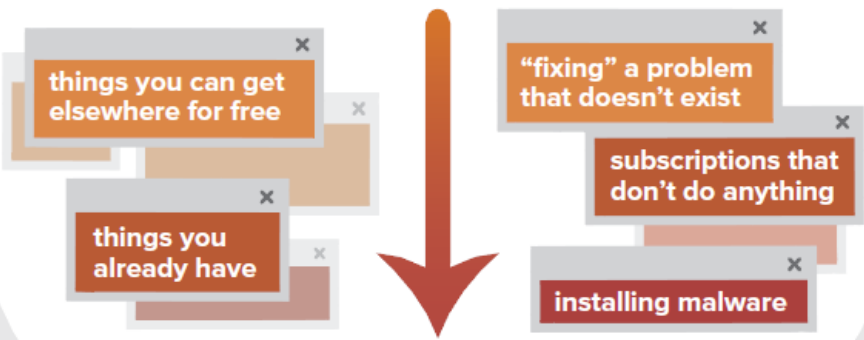 things you can get
elsewhere for free
things you
already have
“fixing” a problem
that doesn’t exist
subscriptions that
don’t do anything
installing malware